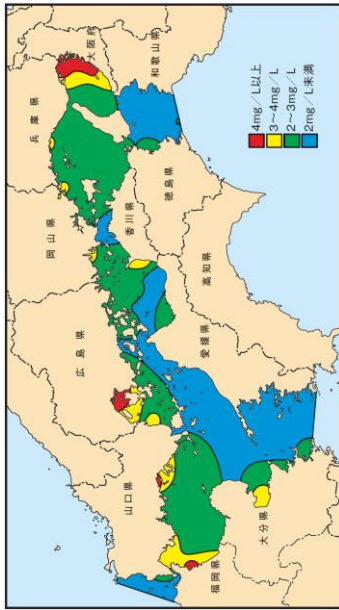 兵庫県
大阪府
和歌山県
岡山県
香川県
徳島県
広島県
愛媛県
高知県
山口県
福岡県
大分県
4mg/L以上
3～4mg/L
2～3mg/L
2mg/L未満